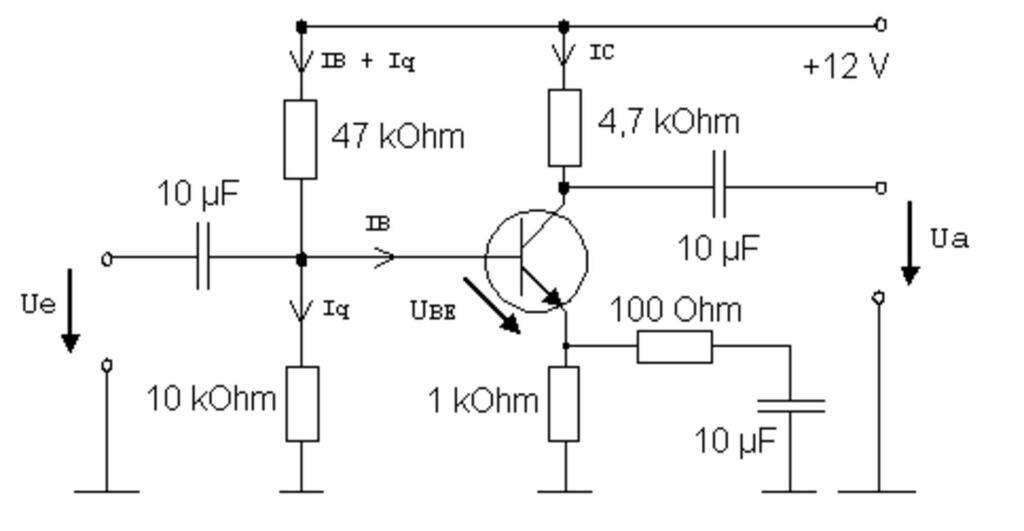 IB + Iq
IC
+12 V
47 kOhm
4,7 kOhm
10 µF
IB
10 µF
Ua
Ue
Iq
UBE
100 Ohm
10 kOhm
1 kOhm
10 µF